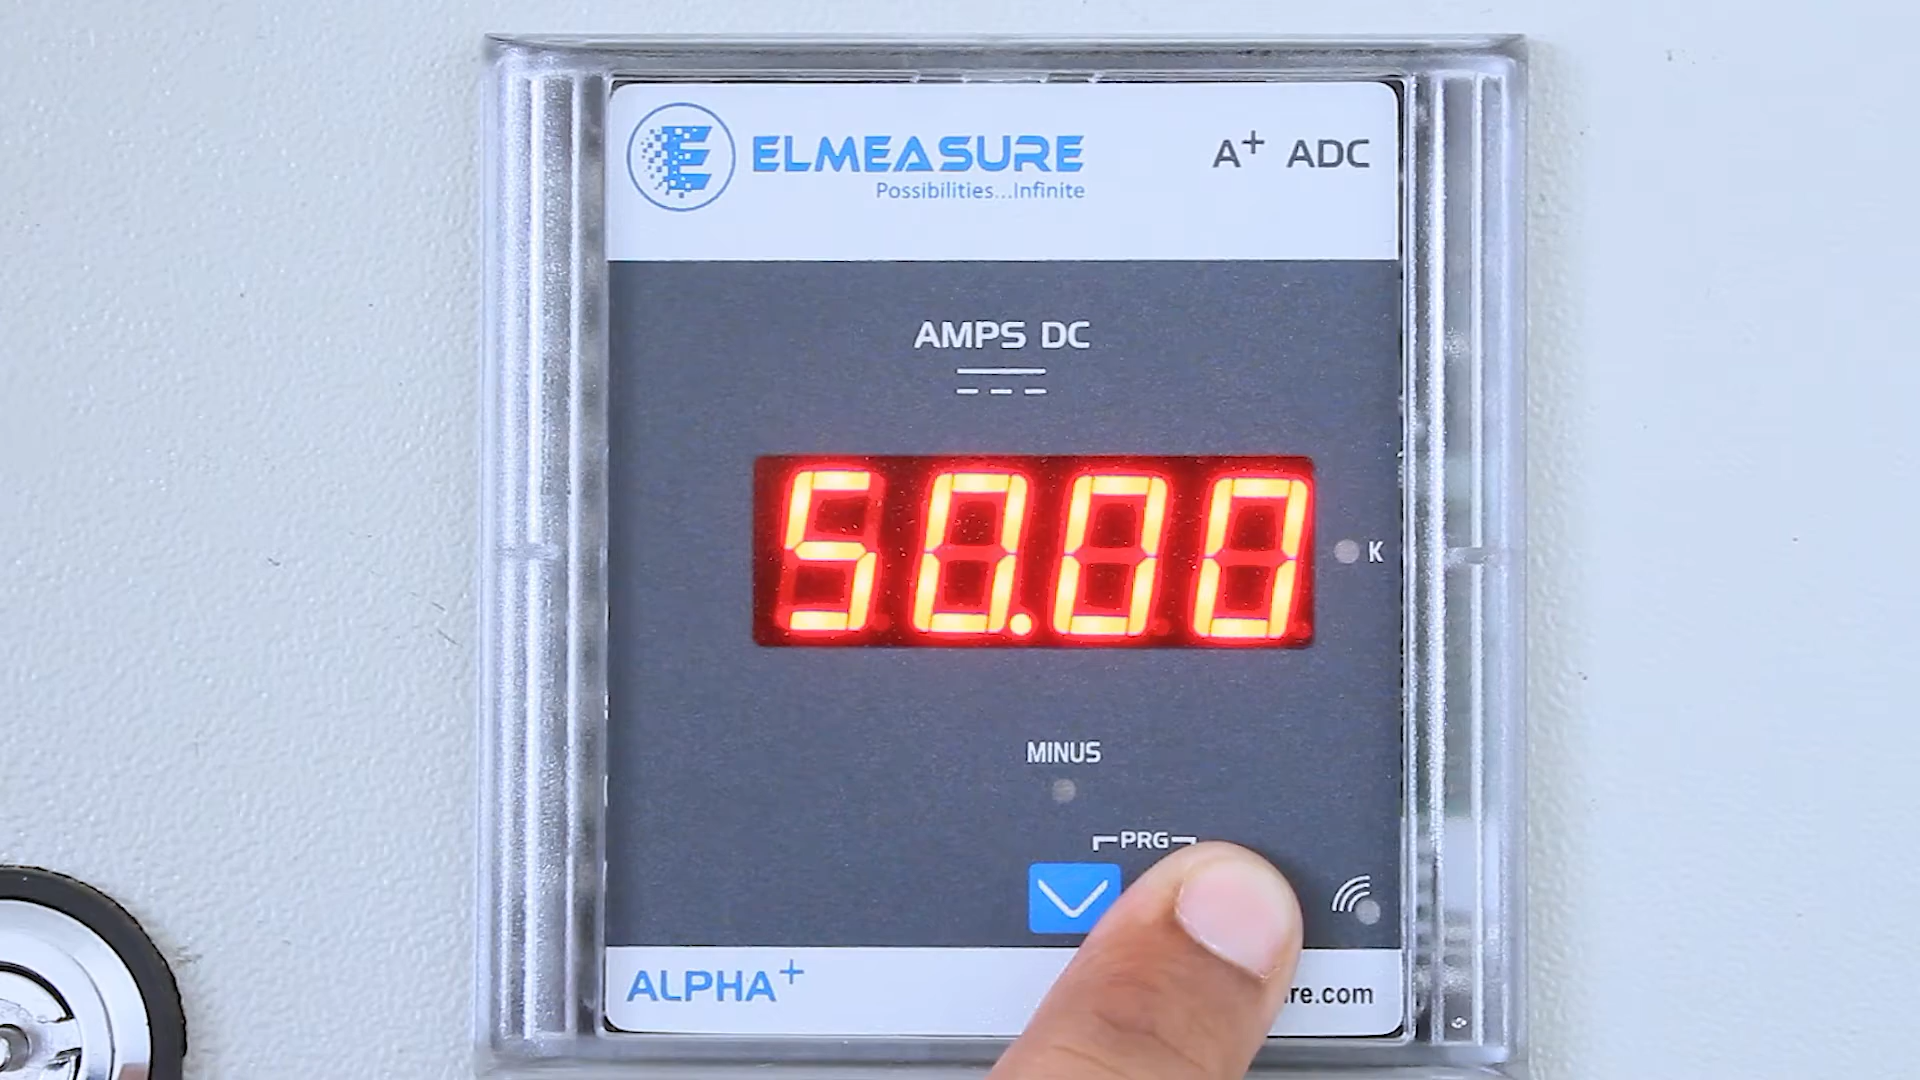 ELMEASURE
Possibilities...Infinite
A+ ADC
AMPS DC
50.00
K
MINUS
PRG
ALPHA+
re.com